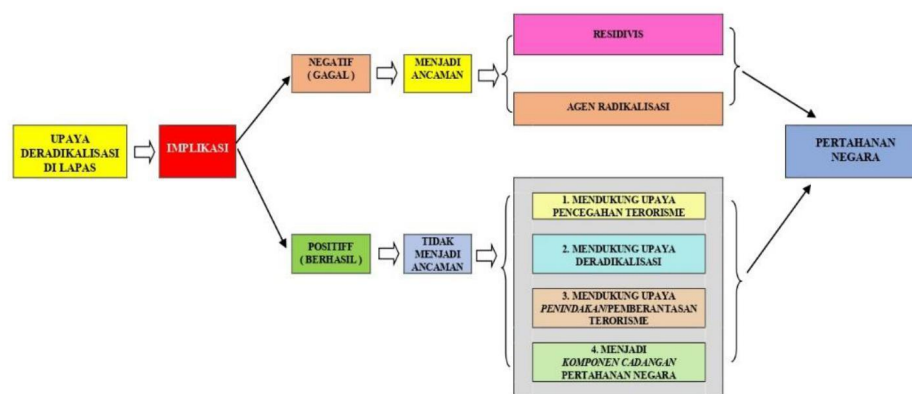 UPAYA
DERADIKALISASI
DI LAPAS
IMPLIKASI
NEGATIF
( GAGAL )
MENJADI
ANCAMAN
RESIDIVIS
AGEN RADIKALISASI
POSITIFF
( BERHASIL )
TIDAK
MENJADI
ANCAMAN
1. MENDUKUNG UPAYA
PENCEGAHAN TERORISME
2. MENDUKUNG UPAYA
DERADIKALISASI
3. MENDUKUNG UPAYA
PENINDAKAN/PEMBERANTASAN
TERORISME
4. MENJADI
KOMPONEN CADANGAN
PERTAHANAN NEGARA
PERTAHANAN
NEGARA